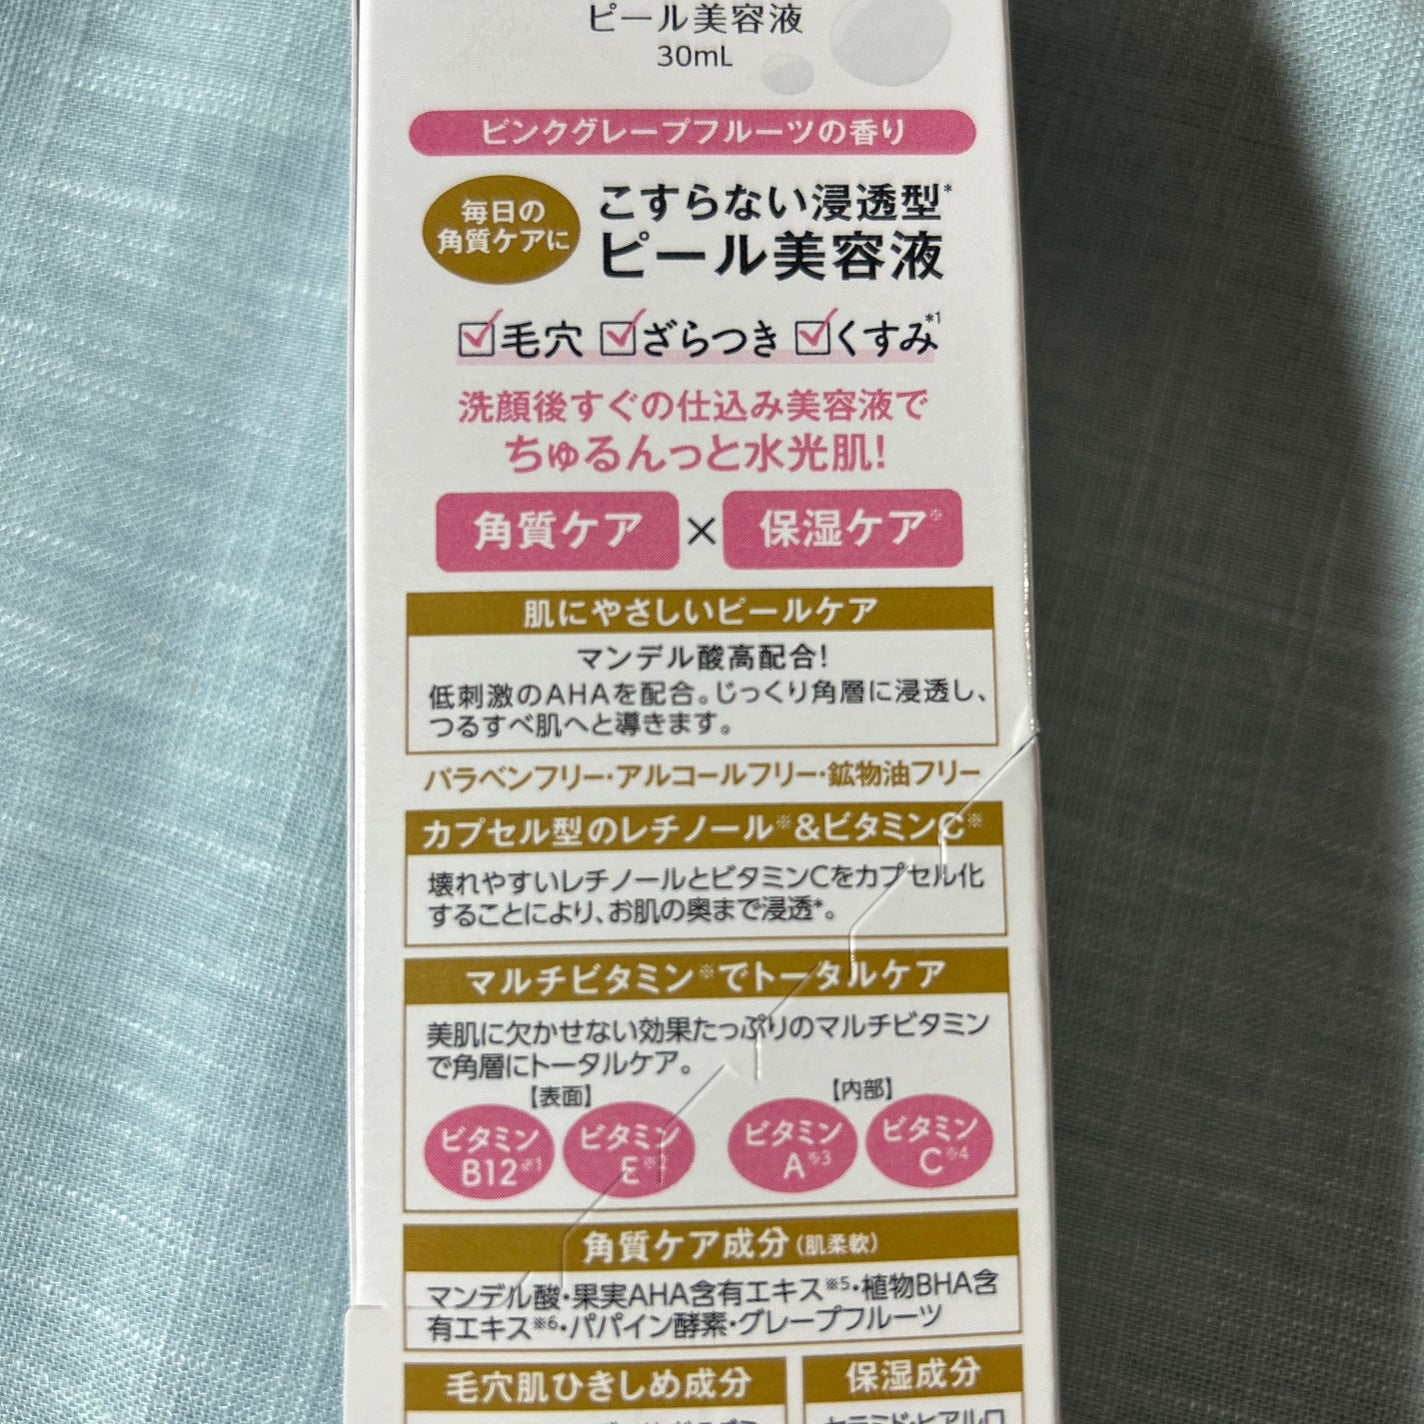 ピール美容液
30mL
ピンクグレープフルーツの香り
毎日の
角質ケアに
こすらない浸透型*
ピール美容液
毛穴 ざらつき くすみ*1
洗顔後すぐの仕込み美容液で
ちゅるんっと水光肌!
角質ケア×保湿ケア※
肌にやさしいピールケア
マンデル酸高配合!
低刺激のAHAを配合。じっくり角層に浸透し、
つるすべ肌へと導きます。
パラベンフリー・アルコールフリー・鉱物油フリー
カプセル型のレチノール※&ビタミンC※
壊れやすいレチノールとビタミンCをカプセル化
することにより、お肌の奥まで浸透*。
マルチビタミン※でトータルケア
美肌に欠かせない効果たっぷりのマルチビタミン
で角層にトータルケア。
【表面】
ビタミン
B12※1
ビタミン
E※2
【内部】
ビタミン
A※3
ビタミン
C※4
角質ケア成分(肌柔軟)
マンデル酸・果実AHA含有エキス※5・植物BHA含
有エキス※6・パパイン酵素・グレープフルーツ
毛穴肌ひきしめ成分
保湿成分